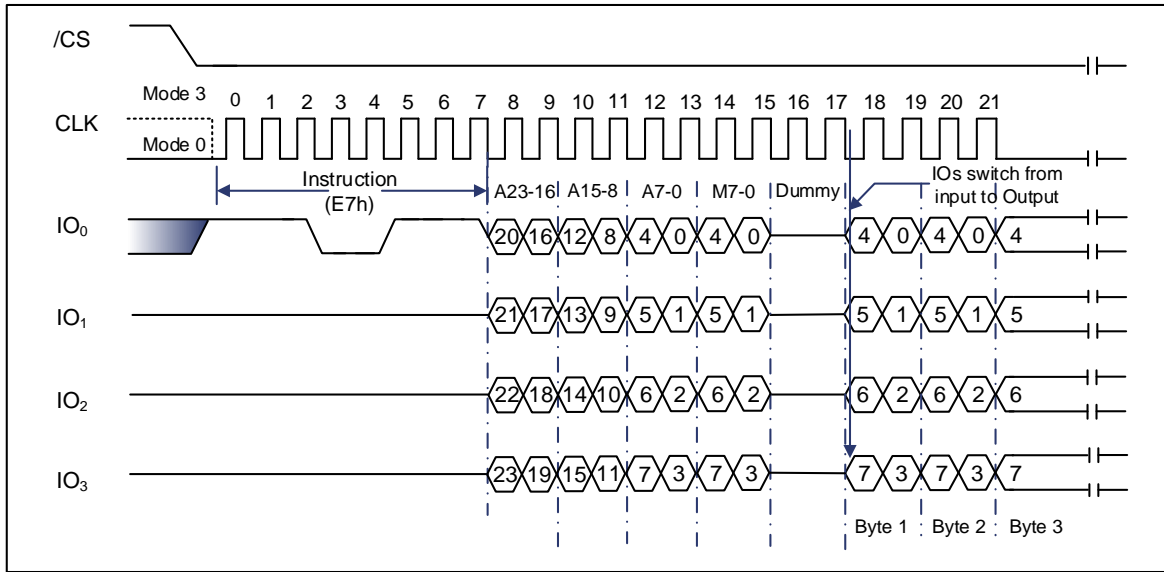 /CS
Mode 3
0 1 2 3 4 5 6 7 8 9 10 11 12 13 14 15 16 17 18 19 20 21
CLK
Mode 0
Instruction
(E7h)
A23-16 A15-8 A7-0 M7-0 Dummy
IOs switch from
input to Output
IO0 20 16 12 8 4 0 4 0 4 0 4 0 4
IO1 21 17 13 9 5 1 5 1 5 1 5 1 5
IO2 22 18 14 10 6 2 6 2 6 2 6 2 6
IO3 23 19 15 11 7 3 7 3 7 3 7 3 7
Byte 1 Byte 2 Byte 3